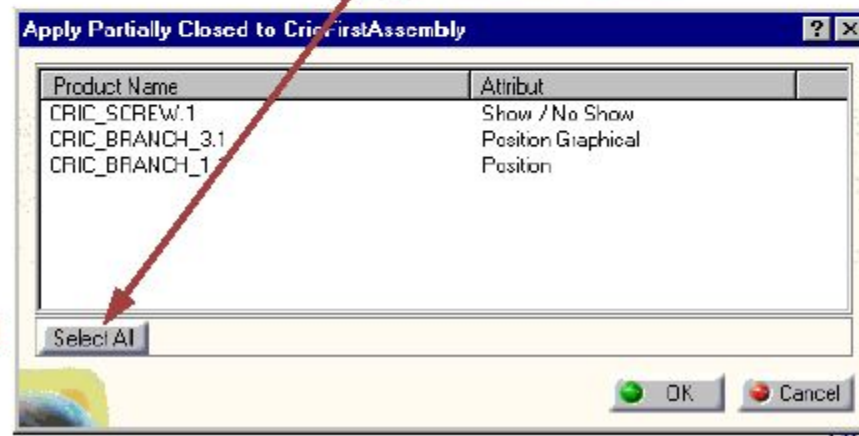 Apply Partially Closed to CricFirstAssembly
Product Name Attribut
CRIC_SCREW.1 Show / No Show
CRIC_BRANCH_3.1 Position Graphical
CRIC_BRANCH_1. Position
Select All
OK Cancel